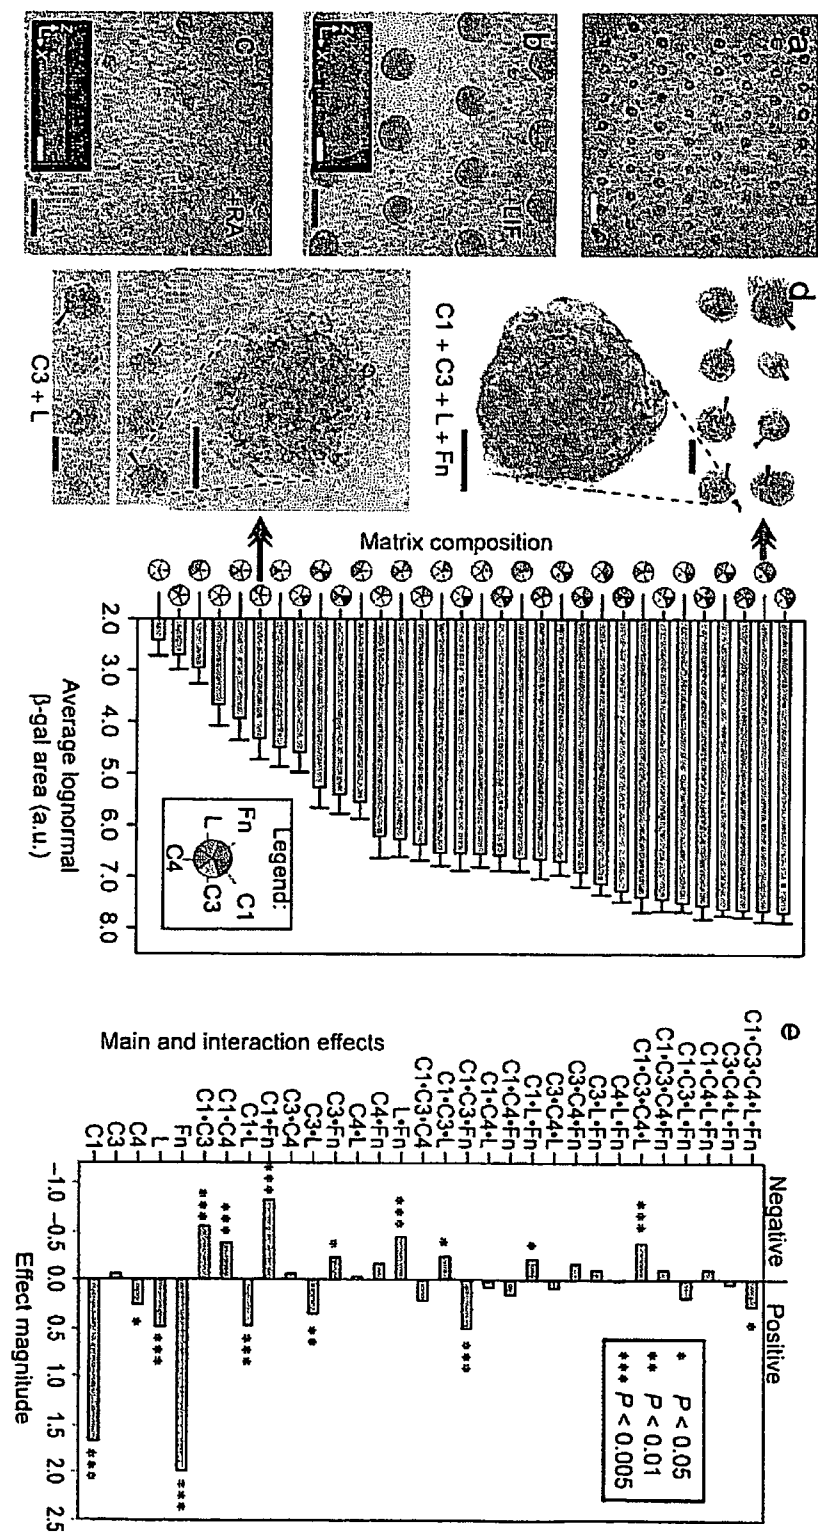 a
b
-LIF
Z
E
Y
c
-RA
Z
E
Y
d
C1 + C3 + L + Fn
C3 + L
Matrix composition
2.0 3.0 4.0 5.0 6.0 7.0 8.0
Average lognormal
β-gal area (a.u.)
Legend:
Fn
C1
L
C3
C4
e
Main and interaction effects
C1•C3•C4•L•Fn
C3•C4•L•Fn
C1•C4•L•Fn
C1•C3•L•Fn
C1•C3•C4•Fn
C1•C3•C4•L
C4•L•Fn
C3•L•Fn
C3•C4•Fn
C3•C4•L
C1•L•Fn
C1•C4•Fn
C1•C4•L
C1•C3•Fn
C1•C3•L
C1•C3•C4
L•Fn
C4•Fn
C4•L
C3•Fn
C3•L
C3•C4
C1•Fn
C1•L
C1•C4
C1•C3
Fn
L
C4
C3
C1
Negative Positive
*
***
*
*
***
***
*
**
***
***
***
***
***
***
*
***
* P < 0.05
** P < 0.01
*** P < 0.005
-1.0 -0.5 0.0 0.5 1.0 1.5 2.0 2.5
Effect magnitude